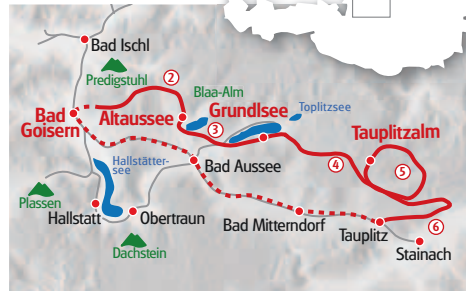 Bad Ischl
Predigstuhl
②
Blaa-Alm
Toplitzsee
Grundlsee
Altaussee
Bad
Goisern
③
Tauplitzalm
④
⑤
Hallstätter-
see
Bad Aussee
Plassen
Hallstatt
Obertraun
Bad Mitterndorf
Tauplitz
⑥
Stainach
Dachstein